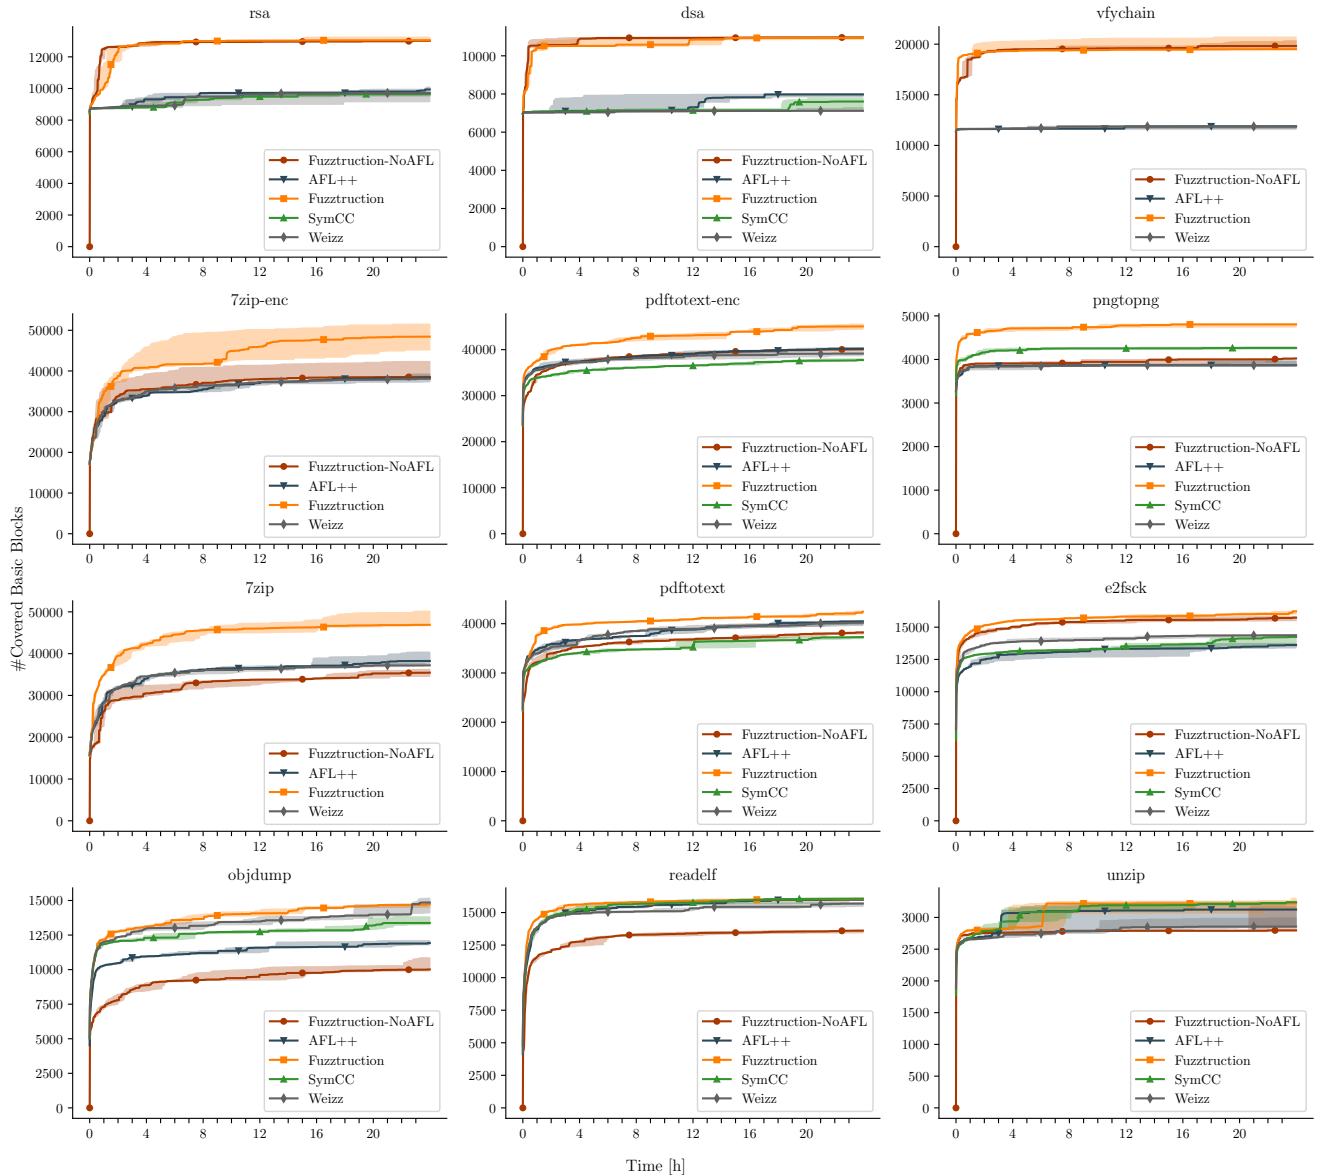 rsa
12000
10000
8000
6000
4000
2000
0
0 4 8 12 16 20
Fuzztruction-NoAFL
AFL++
Fuzztruction
SymCC
Weizz
dsa
10000
8000
6000
4000
2000
0
0 4 8 12 16 20
Fuzztruction-NoAFL
AFL++
Fuzztruction
SymCC
Weizz
vfychain
20000
15000
10000
5000
0
0 4 8 12 16 20
Fuzztruction-NoAFL
AFL++
Fuzztruction
Weizz
7zip-enc
50000
40000
30000
20000
10000
0
0 4 8 12 16 20
Fuzztruction-NoAFL
AFL++
Fuzztruction
Weizz
pdftotext-enc
40000
30000
20000
10000
0
0 4 8 12 16 20
Fuzztruction-NoAFL
AFL++
Fuzztruction
SymCC
Weizz
pngtopng
5000
4000
3000
2000
1000
0
0 4 8 12 16 20
Fuzztruction-NoAFL
AFL++
Fuzztruction
SymCC
Weizz
#Covered Basic Blocks
7zip
50000
40000
30000
20000
10000
0
0 4 8 12 16 20
Fuzztruction-NoAFL
AFL++
Fuzztruction
Weizz
pdftotext
40000
30000
20000
10000
0
0 4 8 12 16 20
Fuzztruction-NoAFL
AFL++
Fuzztruction
SymCC
Weizz
e2fsck
15000
12500
10000
7500
5000
2500
0
0 4 8 12 16 20
Fuzztruction-NoAFL
AFL++
Fuzztruction
SymCC
Weizz
objdump
15000
12500
10000
7500
5000
2500
0
0 4 8 12 16 20
Fuzztruction-NoAFL
AFL++
Fuzztruction
SymCC
Weizz
readelf
15000
12500
10000
7500
5000
2500
0
0 4 8 12 16 20
Fuzztruction-NoAFL
AFL++
Fuzztruction
SymCC
Weizz
unzip
3000
2500
2000
1500
1000
500
0
0 4 8 12 16 20
Fuzztruction-NoAFL
AFL++
Fuzztruction
SymCC
Weizz
Time [h]